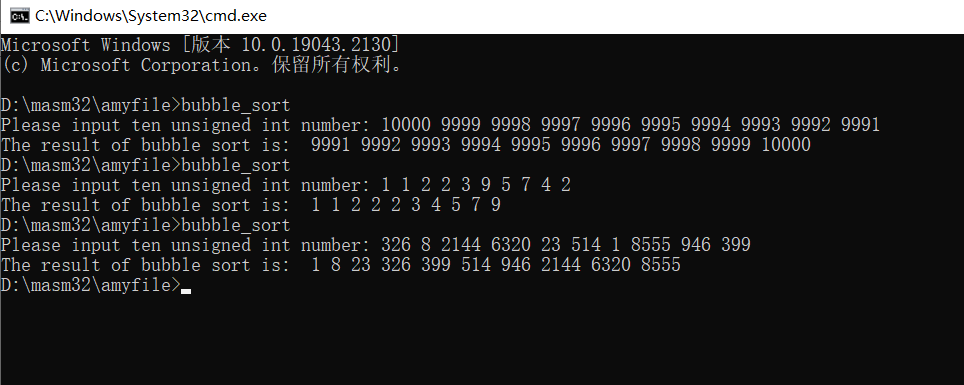 C:\Windows\System32\cmd.exe
Microsoft Windows [版本 10.0.19043.2130]
(c) Microsoft Corporation。保留所有权利。
D:\masm32\amyfile>bubble_sort
Please input ten unsigned int number: 10000 9999 9998 9997 9996 9995 9994 9993 9992 9991
The result of bubble sort is:  9991 9992 9993 9994 9995 9996 9997 9998 9999 10000
D:\masm32\amyfile>bubble_sort
Please input ten unsigned int number: 1 1 2 2 3 9 5 7 4 2
The result of bubble sort is:  1 1 2 2 2 3 4 5 7 9
D:\masm32\amyfile>bubble_sort
Please input ten unsigned int number: 326 8 2144 6320 23 514 1 8555 946 399
The result of bubble sort is:  1 8 23 326 399 514 946 2144 6320 8555
D:\masm32\amyfile>